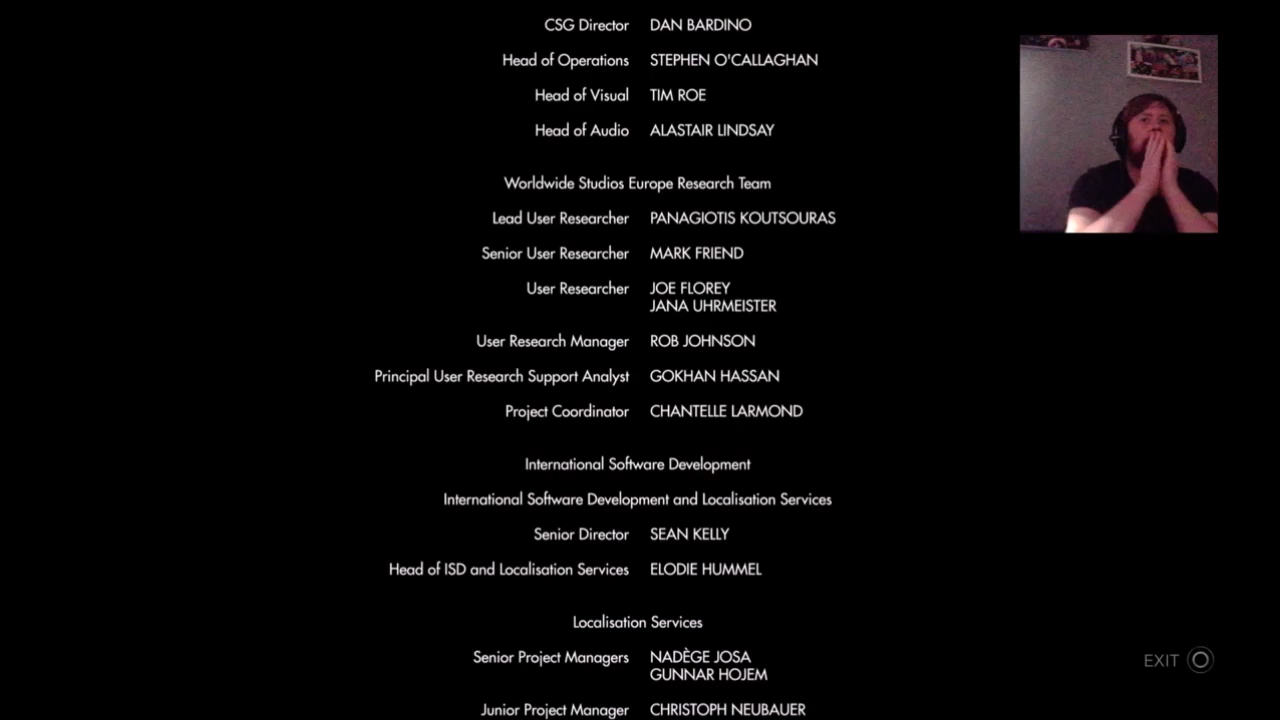 CSG Director DAN BARDINO
Head of Operations STEPHEN O'CALLAGHAN
Head of Visual TIM ROE
Head of Audio ALASTAIR LINDSAY
Worldwide Studios Europe Research Team
Lead User Researcher PANAGIOTIS KOUTSOURAS
Senior User Researcher MARK FRIEND
User Researcher JOE FLOREY
JANA UHRMEISTER
User Research Manager ROB JOHNSON
Principal User Research Support Analyst GOKHAN HASSAN
Project Coordinator CHANTELLE LARMOND
International Software Development
International Software Development and Localisation Services
Senior Director SEAN KELLY
Head of ISD and Localisation Services ELODIE HUMMEL
Localisation Services
Senior Project Managers NADÈGE JOSA
GUNNAR HOJEM
EXIT
Junior Project Manager CHRISTOPH NEUBAUER